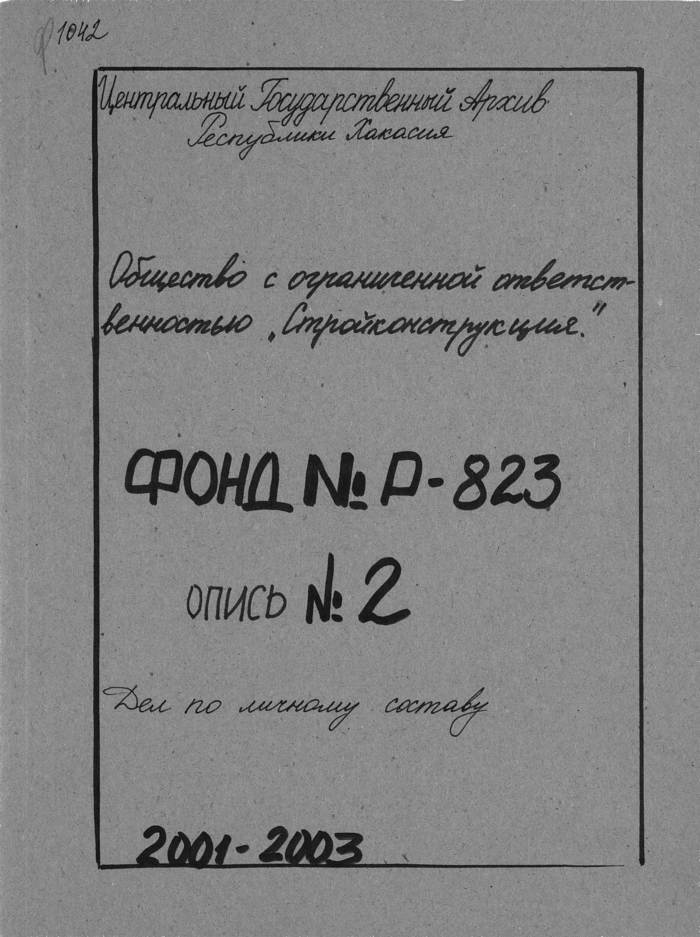 ф 1042
Центральный Государственный Архив
Республики Хакасия
Общество с ограниченной ответст-
венностью „Стройконструкция."
ФОНД № Р-823
ОПИСЬ № 2
Дел по личному составу
2001-2003